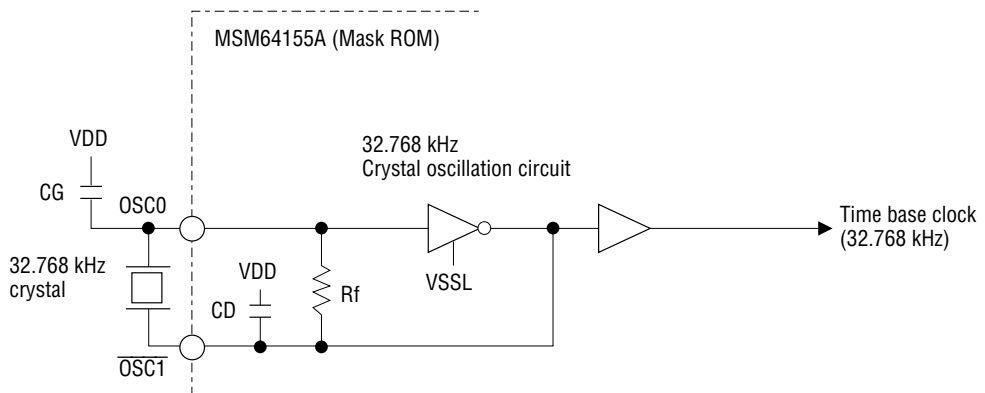 MSM64155A (Mask ROM)
VDD
CG
OSC0
32.768 kHz
crystal
OSC1
VDD
CD
Rf
32.768 kHz
Crystal oscillation circuit
VSSL
Time base clock
(32.768 kHz)